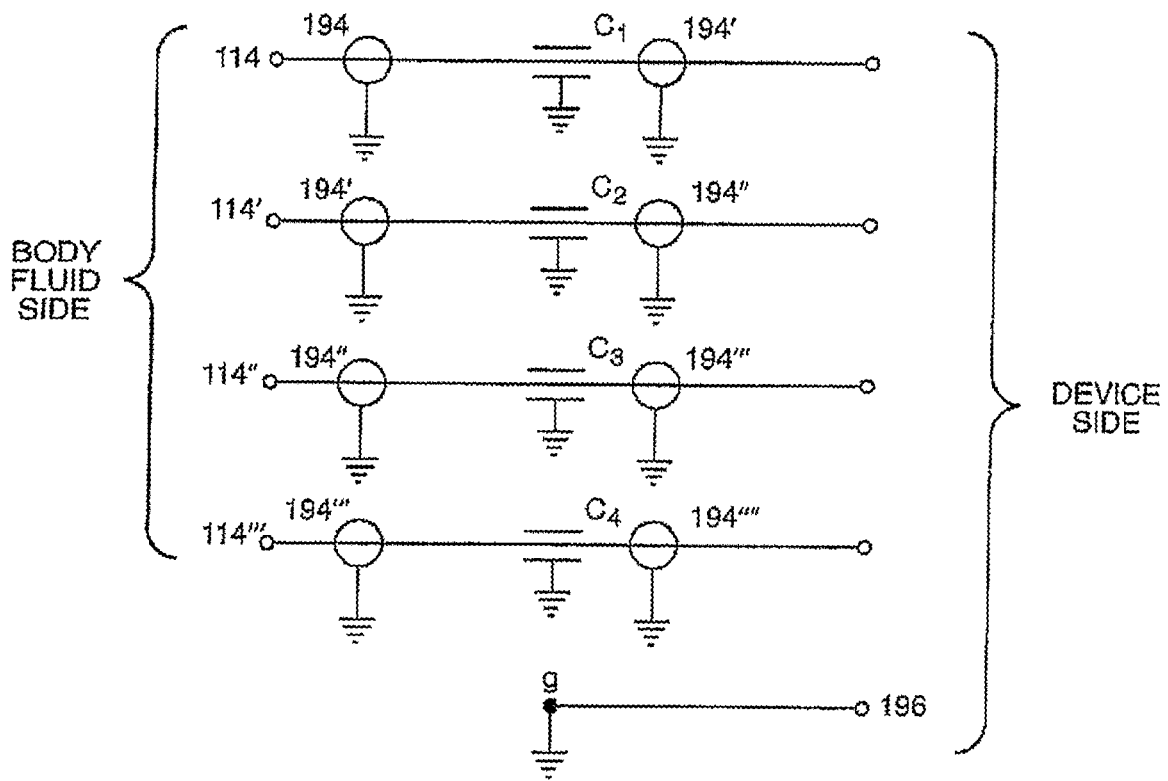 194 C₁ 194'
114
194' C₂ 194"
114'
BODY
FLUID
SIDE
194" C₃ 194'''
114"
DEVICE
SIDE
194''' C₄ 194""
114'''
g
196